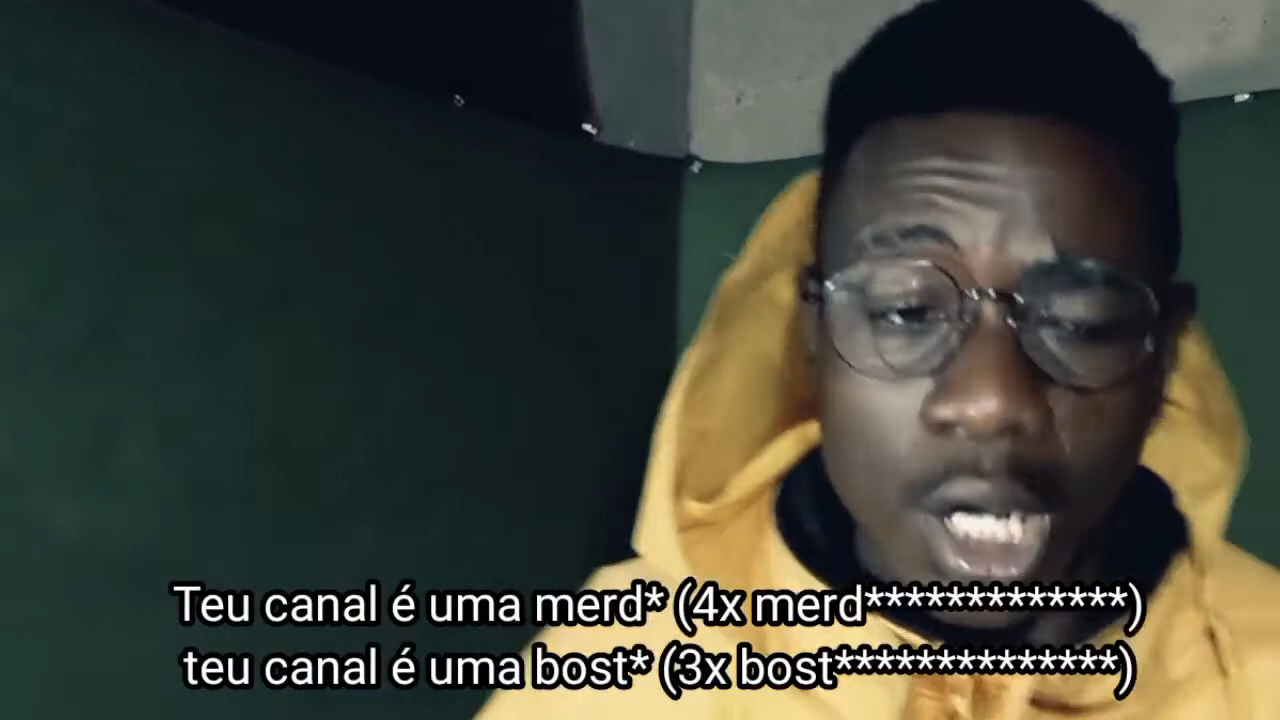 Teu canal é uma merd* (4x merd*************)
teu canal é uma bost* (3x bost**************)